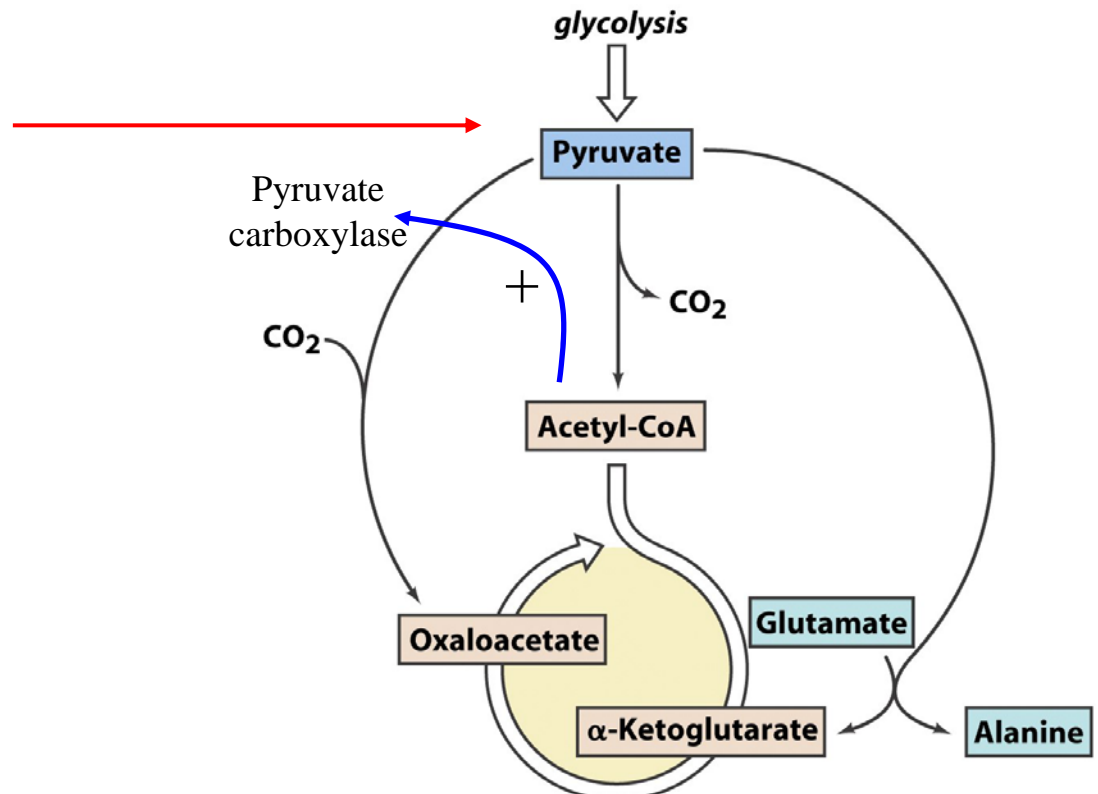 glycolysis
Pyruvate
Pyruvate
carboxylase
+
CO₂
CO₂
Acetyl-CoA
Glutamate
Oxaloacetate
α-Ketoglutarate
Alanine